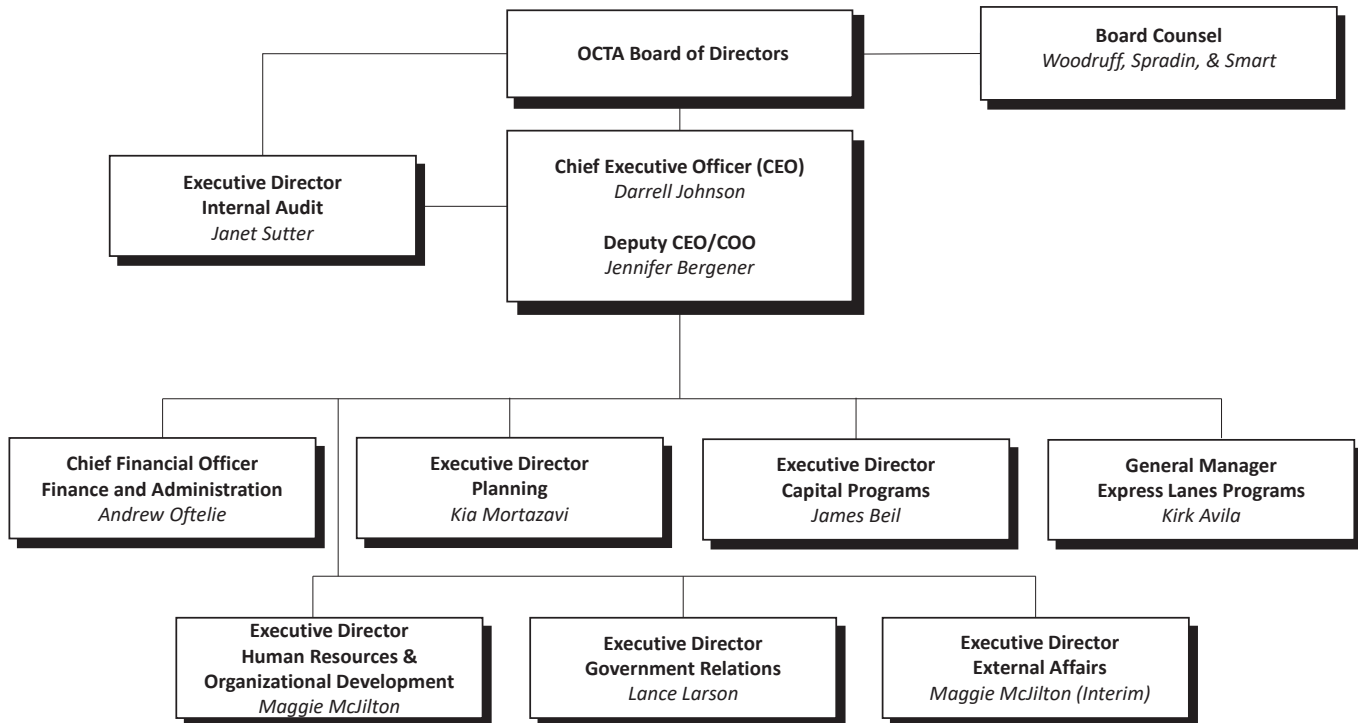 OCTA Board of Directors
Board Counsel
Woodruff, Spradin, & Smart
Executive Director
Internal Audit
Janet Sutter
Chief Executive Officer (CEO)
Darrell Johnson
Deputy CEO/COO
Jennifer Bergener
Chief Financial Officer
Finance and Administration
Andrew Oftelie
Executive Director
Planning
Kia Mortazavi
Executive Director
Capital Programs
James Beil
General Manager
Express Lanes Programs
Kirk Avila
Executive Director
Human Resources &
Organizational Development
Maggie McJilton
Executive Director
Government Relations
Lance Larson
Executive Director
External Affairs
Maggie McJilton (Interim)